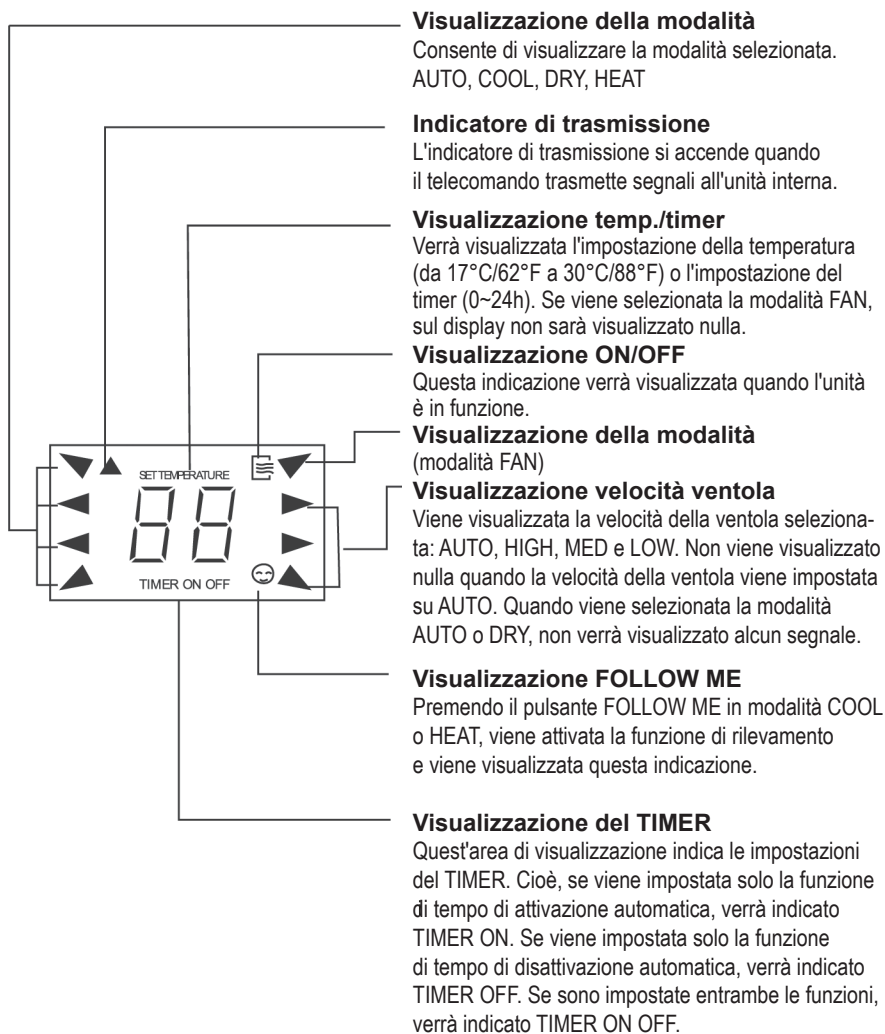 Visualizzazione della modalità
Consente di visualizzare la modalità selezionata.
AUTO, COOL, DRY, HEAT
Indicatore di trasmissione
L'indicatore di trasmissione si accende quando
il telecomando trasmette segnali all'unità interna.
Visualizzazione temp./timer
Verrà visualizzata l'impostazione della temperatura
(da 17°C/62°F a 30°C/88°F) o l'impostazione del
timer (0~24h). Se viene selezionata la modalità FAN,
sul display non sarà visualizzato nulla.
Visualizzazione ON/OFF
Questa indicazione verrà visualizzata quando l'unità
è in funzione.
Visualizzazione della modalità
(modalità FAN)
Visualizzazione velocità ventola
Viene visualizzata la velocità della ventola seleziona-
ta: AUTO, HIGH, MED e LOW. Non viene visualizzato
nulla quando la velocità della ventola viene impostata
su AUTO. Quando viene selezionata la modalità
AUTO o DRY, non verrà visualizzato alcun segnale.
Visualizzazione FOLLOW ME
Premendo il pulsante FOLLOW ME in modalità COOL
o HEAT, viene attivata la funzione di rilevamento
e viene visualizzata questa indicazione.
Visualizzazione del TIMER
Quest'area di visualizzazione indica le impostazioni
del TIMER. Cioè, se viene impostata solo la funzione
di tempo di attivazione automatica, verrà indicato
TIMER ON. Se viene impostata solo la funzione
di tempo di disattivazione automatica, verrà indicato
TIMER OFF. Se sono impostate entrambe le funzioni,
verrà indicato TIMER ON OFF.
SET TEMPERATURE
88
TIMER ON OFF